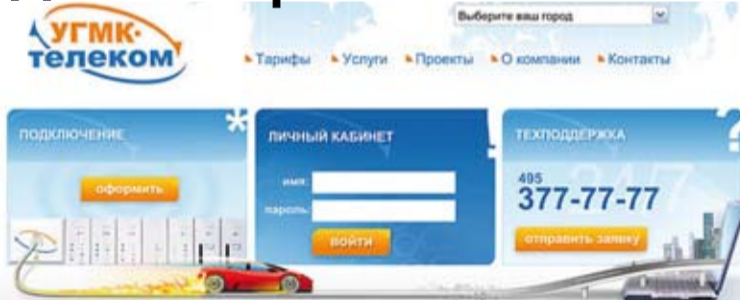 УГМК-
телеком
Выберите ваш город
Тарифы Услуги Проекты О компании Контакты
ПОДКЛЮЧЕНИЕ *
оформить
ЛИЧНЫЙ КАБИНЕТ !
имя:
пароль:
войти
ТЕХПОДДЕРЖКА ?
24/7
495
377-77-77
отправить заявку